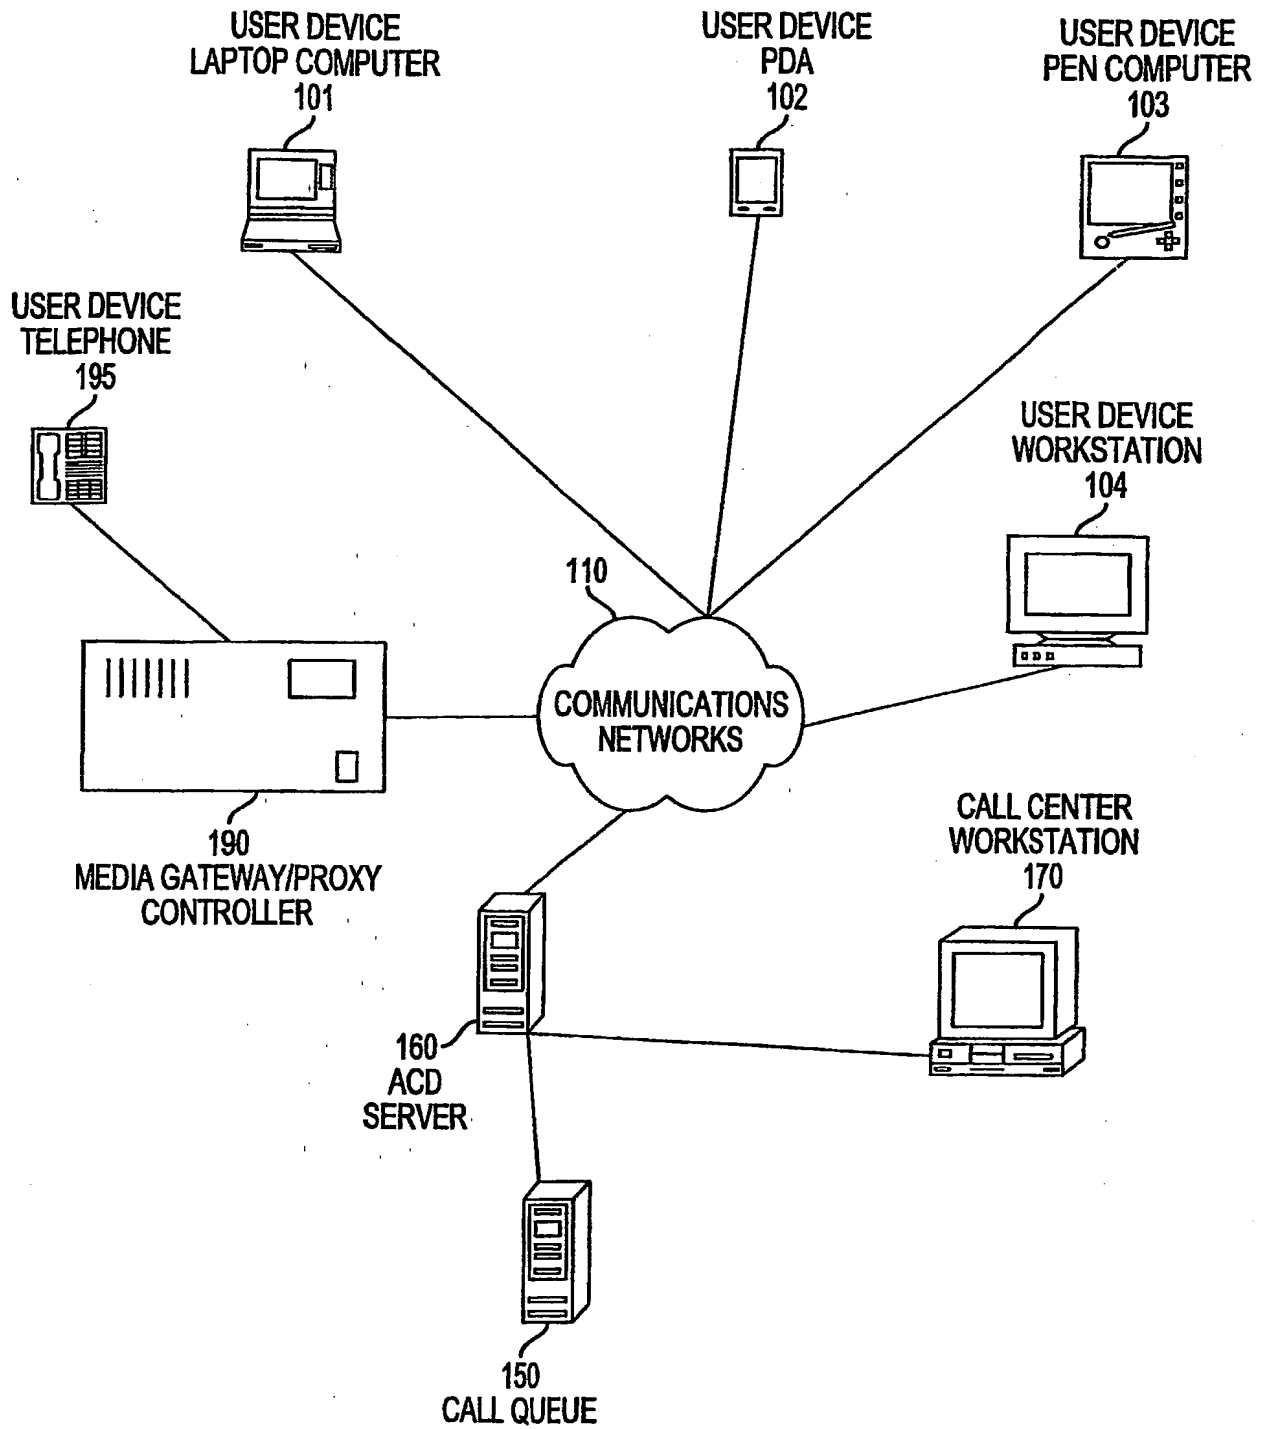 USER DEVICE
LAPTOP COMPUTER
101
USER DEVICE
PDA
102
USER DEVICE
PEN COMPUTER
103
USER DEVICE
TELEPHONE
195
USER DEVICE
WORKSTATION
104
110
COMMUNICATIONS
NETWORKS
190
MEDIA GATEWAY/PROXY
CONTROLLER
CALL CENTER
WORKSTATION
170
160
ACD
SERVER
150
CALL QUEUE